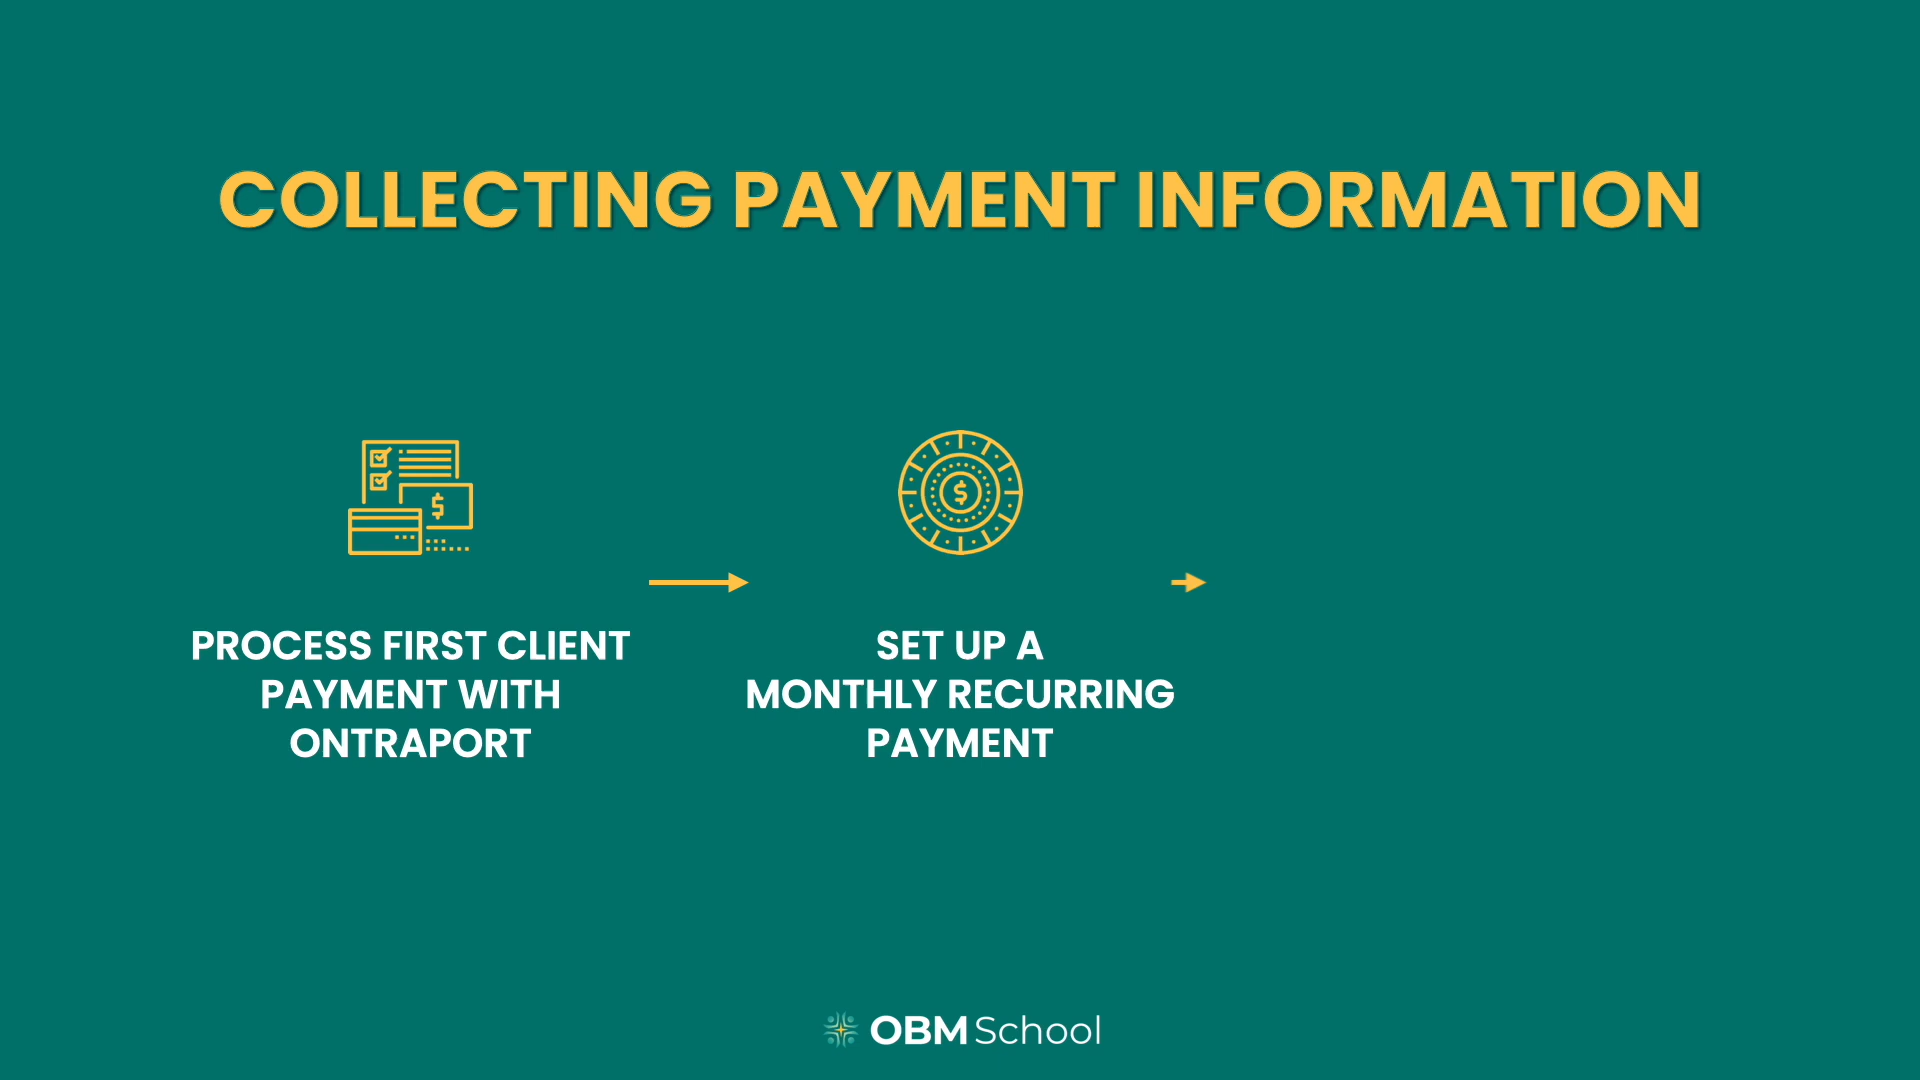 COLLECTING PAYMENT INFORMATION
$
$
PROCESS FIRST CLIENT
PAYMENT WITH
ONTRAPORT
SET UP A
MONTHLY RECURRING
PAYMENT
OBM School